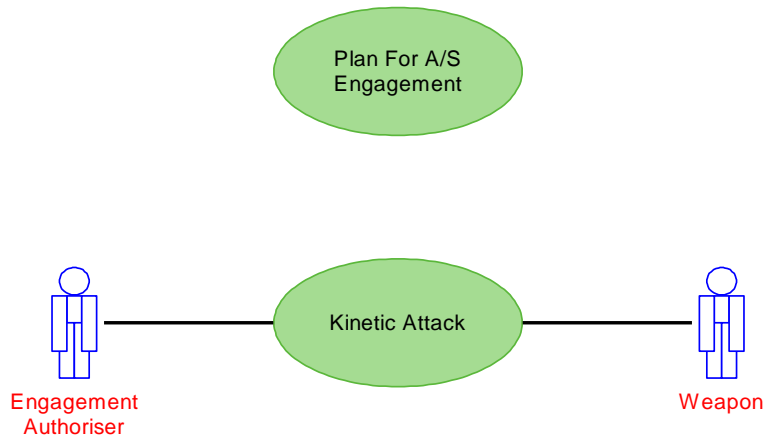 Plan For A/S
Engagement
Kinetic Attack
Engagement
Authoriser
Weapon